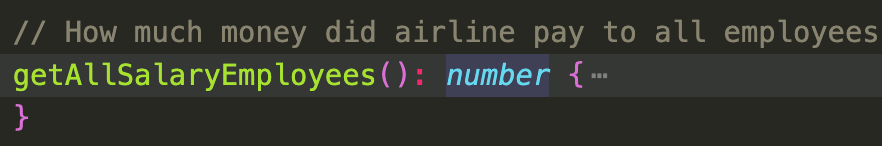 // How much money did airline pay to all employees
getAllSalaryEmployees(): number {⋯
}